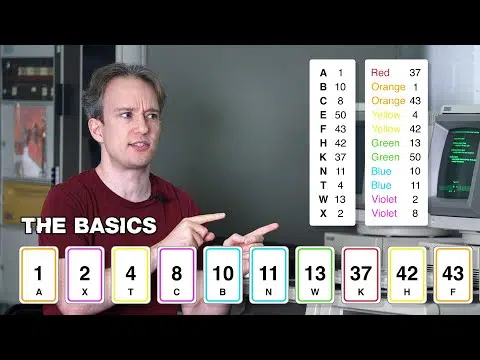 A 1
B 10
C 8
E 50
F 43
H 42
K 37
N 11
T 4
W 13
X 2
Red 37
Orange 1
Orange 43
Yellow 4
Yellow 42
Green 13
Green 50
Blue 10
Blue 11
Violet 2
Violet 8
THE BASICS
1 2 4 8 10 11 13 37 42 43
A X T C B N W K H F